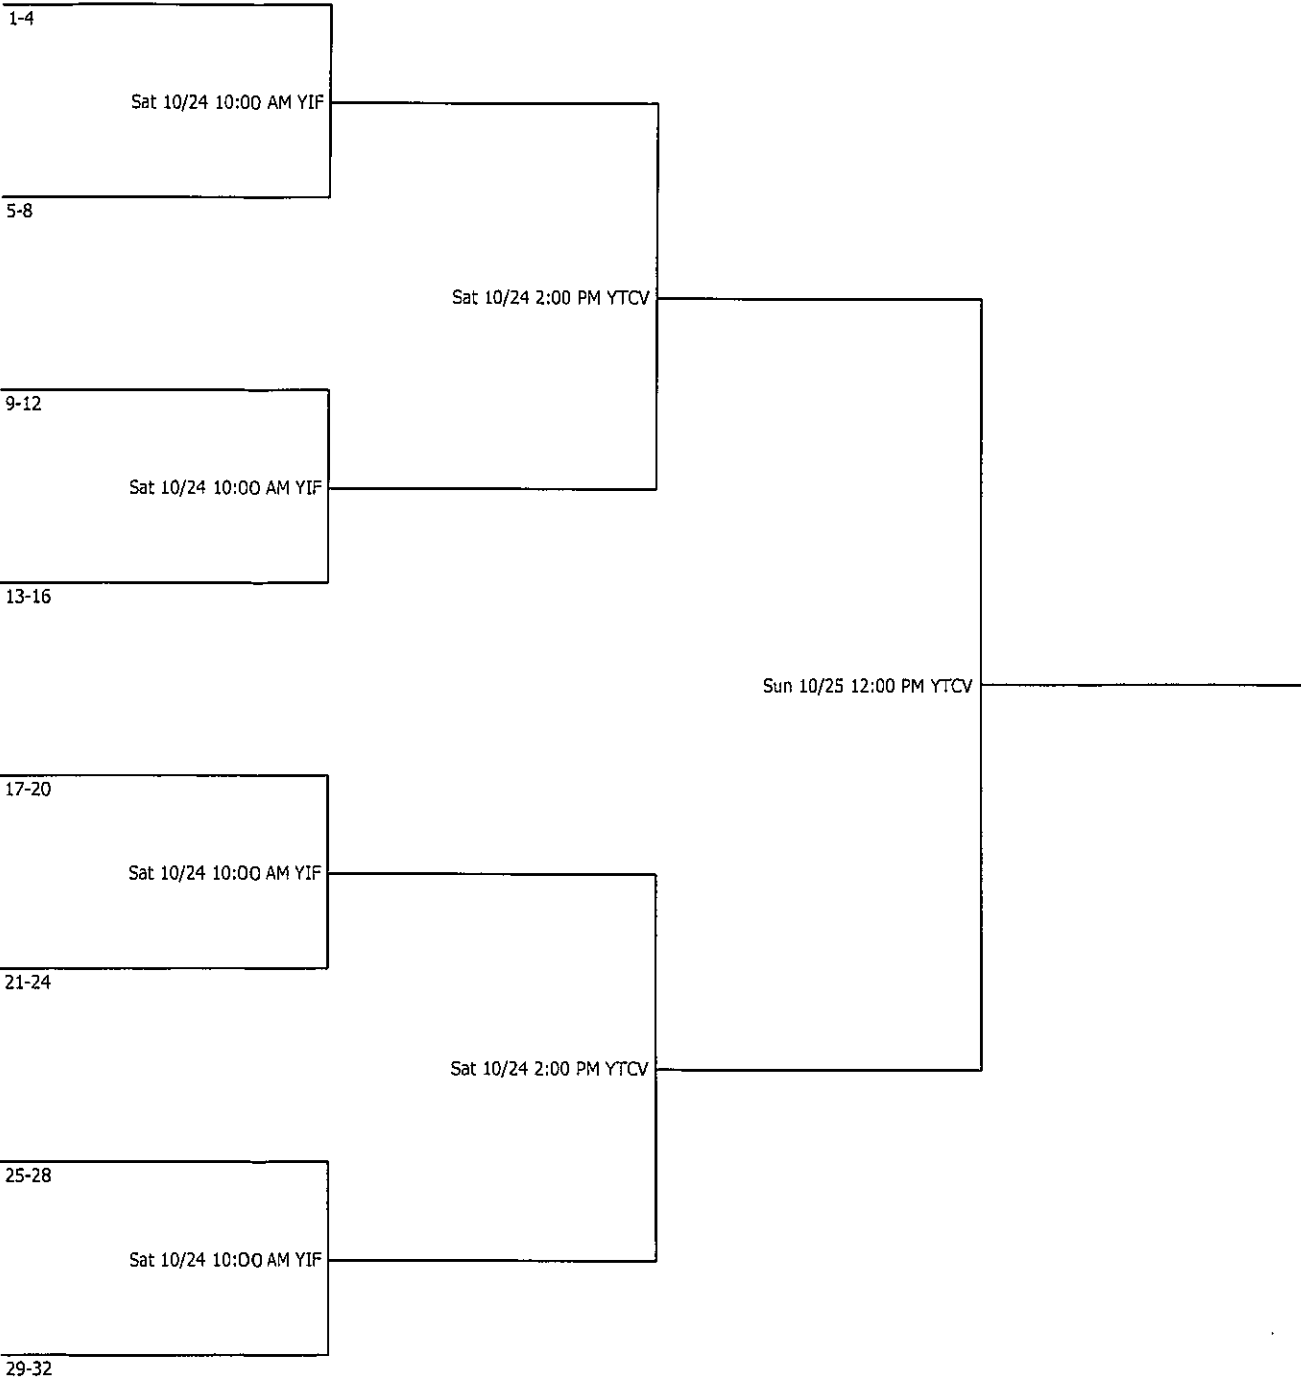 1-4
Sat 10/24 10:00 AM YIF
5-8
Sat 10/24 2:00 PM YTCV
9-12
Sat 10/24 10:00 AM YIF
13-16
Sun 10/25 12:00 PM YTCV
17-20
Sat 10/24 10:00 AM YIF
21-24
Sat 10/24 2:00 PM YTCV
25-28
Sat 10/24 10:00 AM YIF
29-32